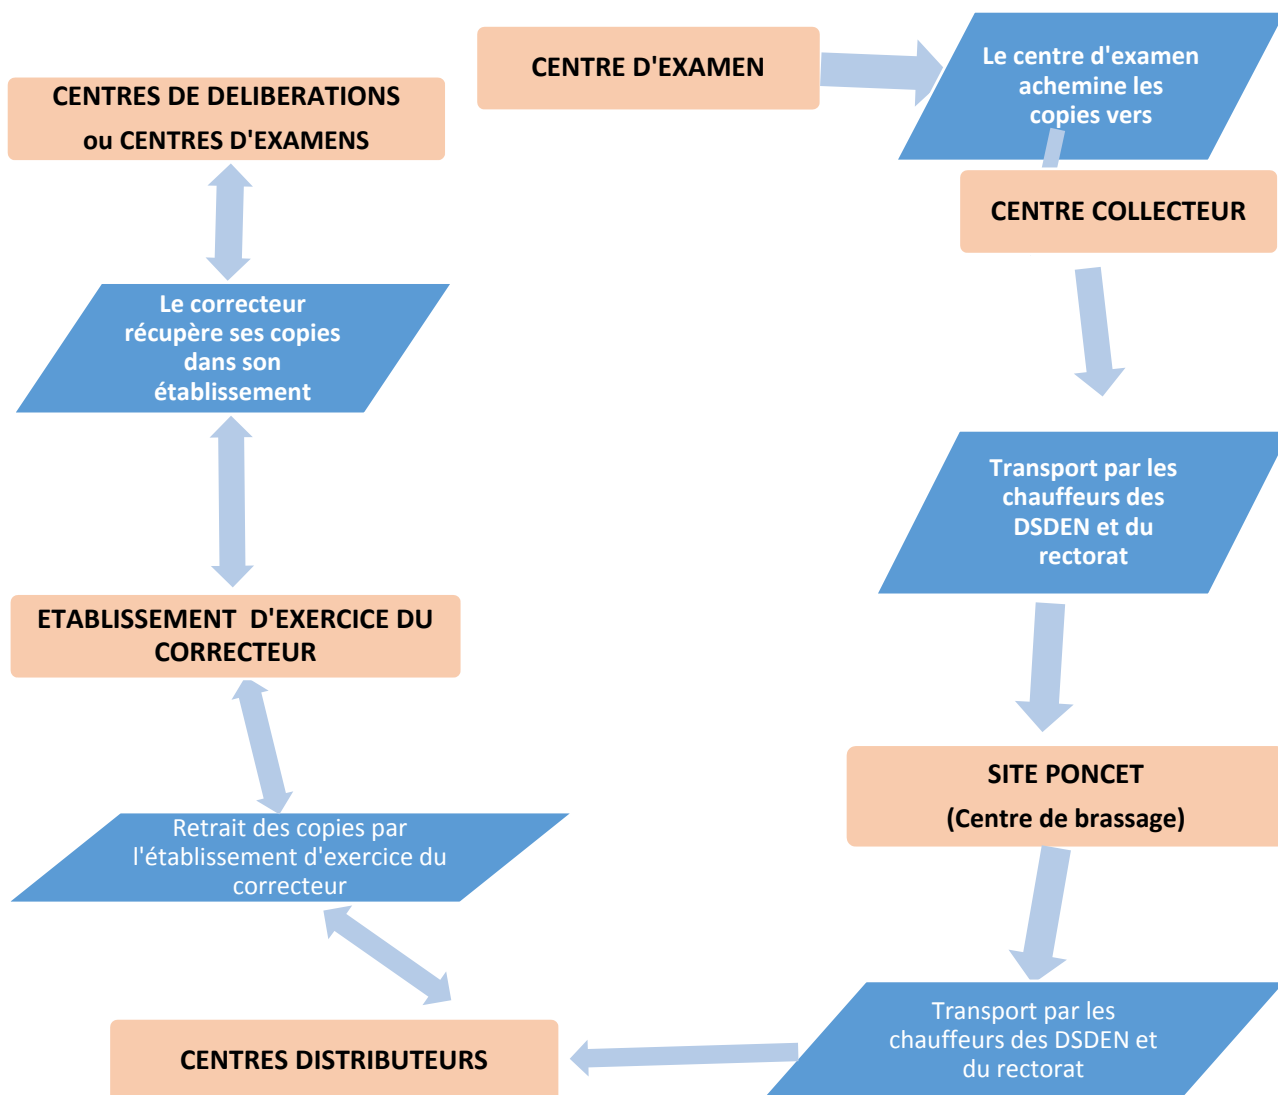 CENTRE D'EXAMEN
Le centre d'examen
achemine les
copies vers
CENTRE COLLECTEUR
Transport par les
chauffeurs des
DSDEN et du
rectorat
SITE PONCET
(Centre de brassage)
Transport par les
chauffeurs des DSDEN et
du rectorat
CENTRES DISTRIBUTEURS
Retrait des copies par
l'établissement d'exercice du
correcteur
ETABLISSEMENT D'EXERCICE DU
CORRECTEUR
Le correcteur
récupère ses copies
dans son
établissement
CENTRES DE DELIBERATIONS
ou CENTRES D'EXAMENS